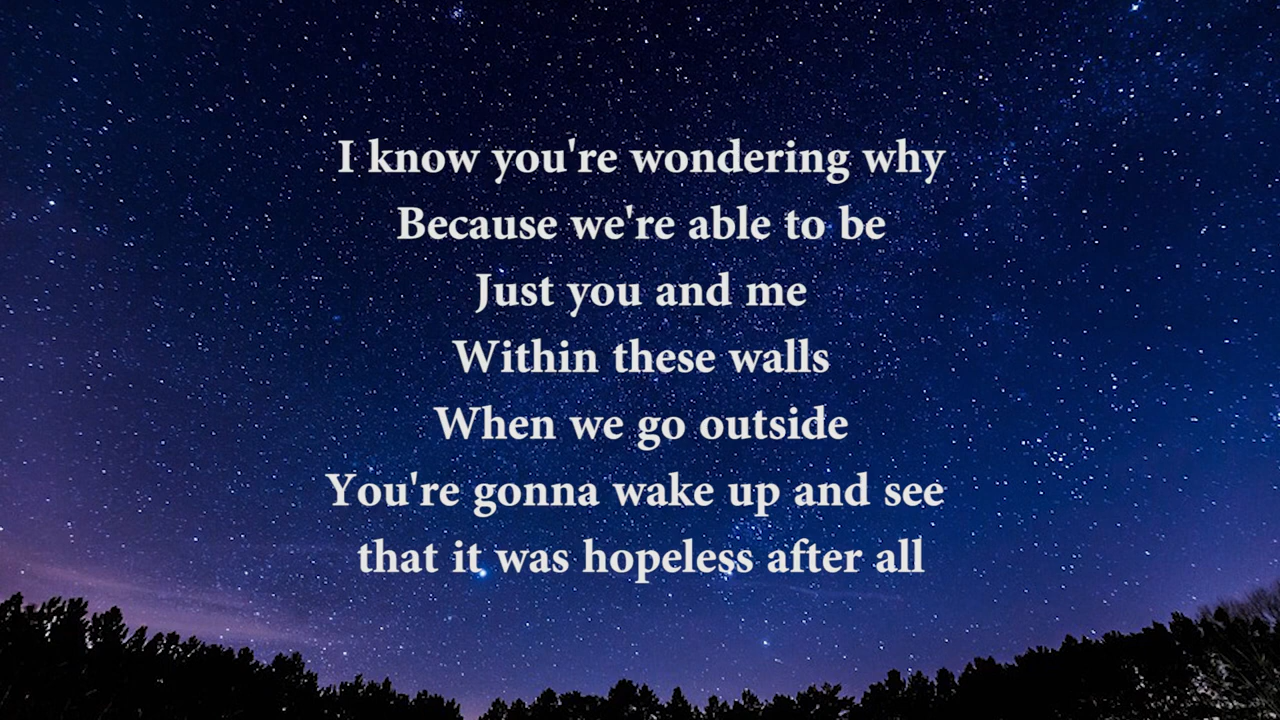 I know you're wondering why
Because we're able to be
Just you and me
Within these walls
When we go outside
You're gonna wake up and see
that it was hopeless after all